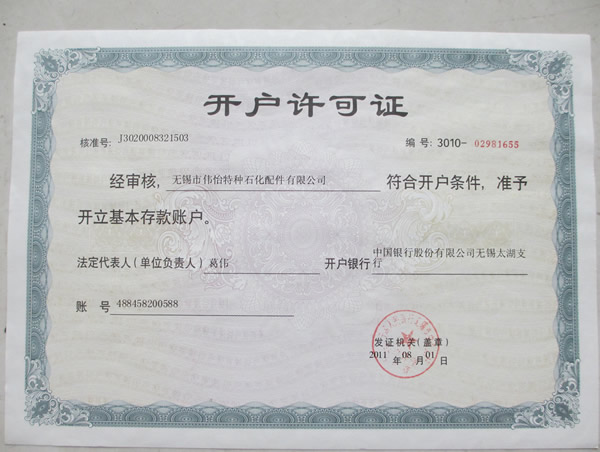 开户许可证
核准号: J3020008321503 编号: 3010-02981655
经审核, 无锡市伟怡特种石化配件有限公司 符合开户条件, 准予
开立基本存款账户。
法定代表人(单位负责人) 葛伟 开户银行 中国银行股份有限公司无锡太湖支
行
账 号 488458200588
发证机关(盖章)
2011 年 08 月 01 日